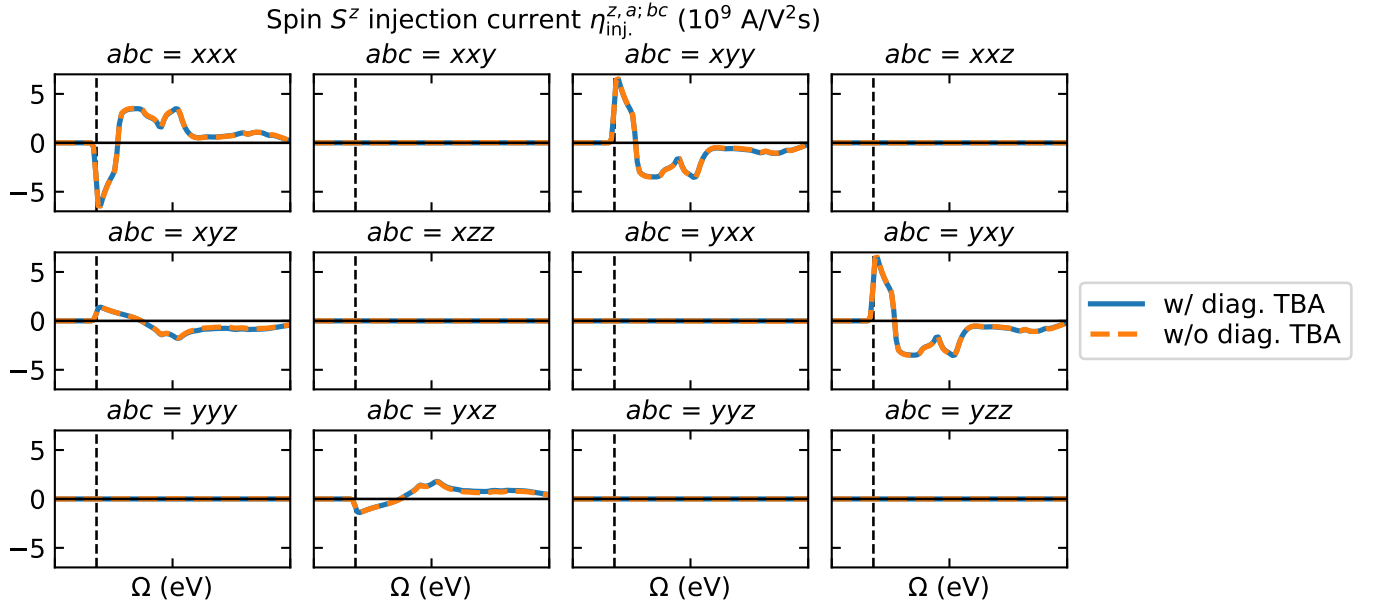 Spin S^z injection current η_inj.^{z,a;bc} (10^9 A/V^2s)
abc = xxx
abc = xxy
abc = xyy
abc = xxz
5
0
−5
abc = xyz
abc = xzz
abc = yxx
abc = yxy
5
0
−5
w/ diag. TBA
w/o diag. TBA
abc = yyy
abc = yxz
abc = yyz
abc = yzz
5
0
−5
Ω (eV)
Ω (eV)
Ω (eV)
Ω (eV)